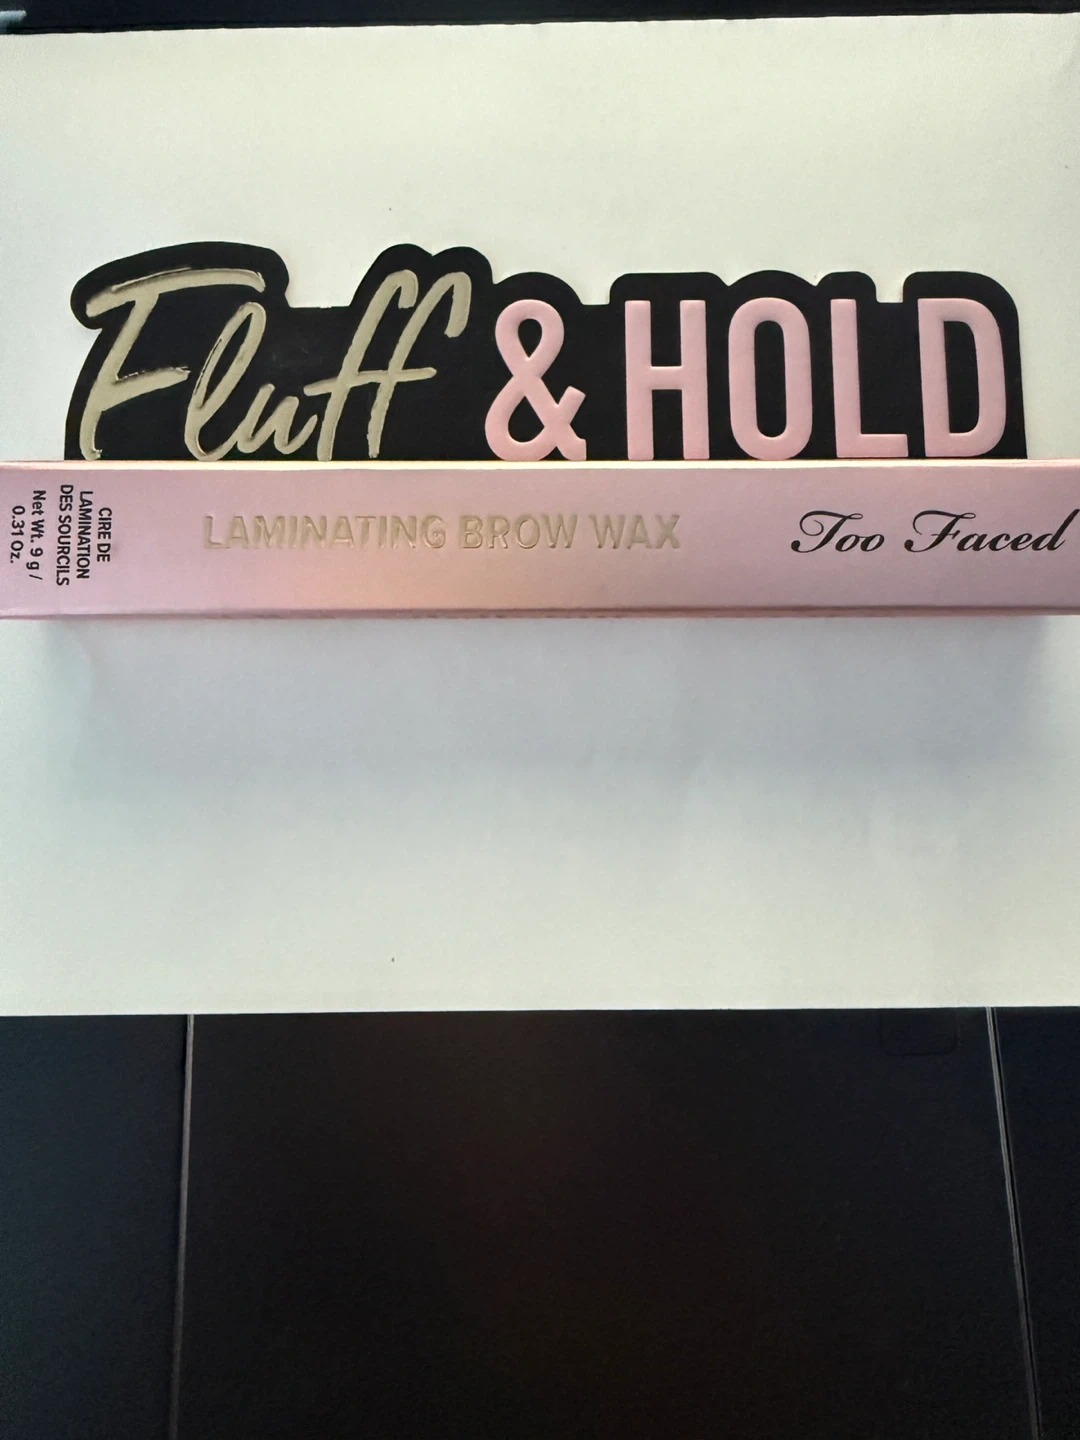 Fluff & HOLD
LAMINATING BROW WAX
Too Faced
CIRE DE
LAMINATION
DES SOURCILS
Net Wt. 9 g /
0.31 Oz.